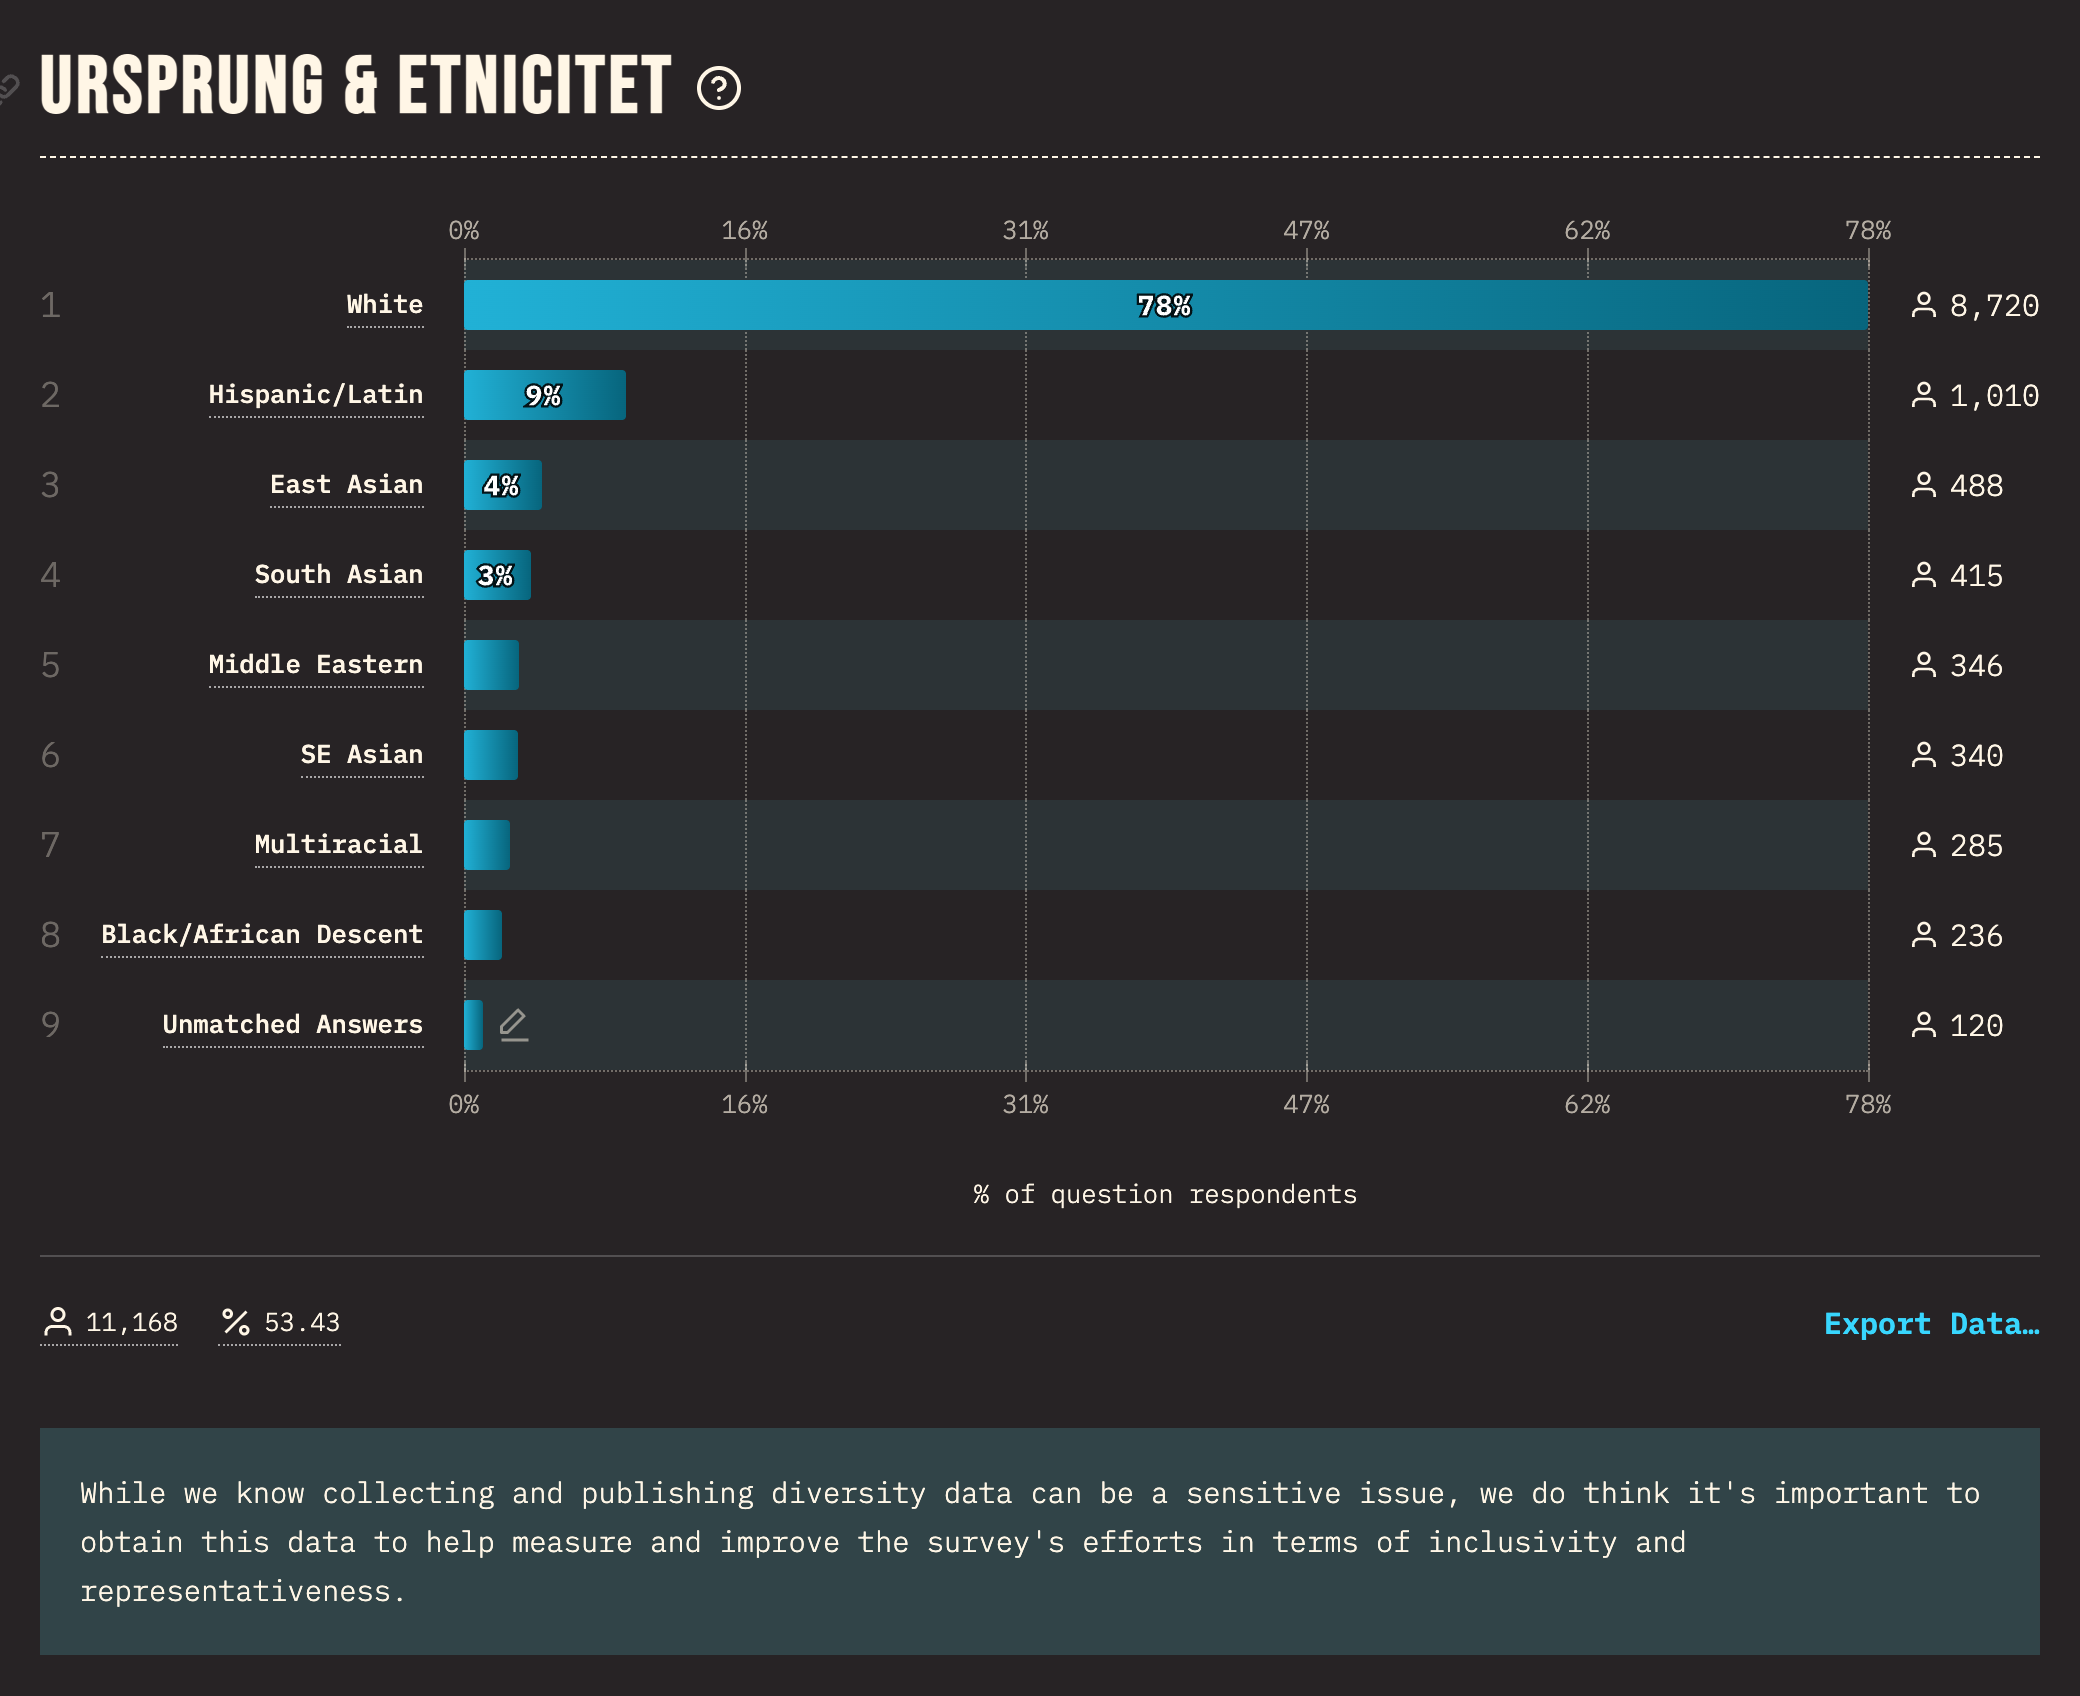 URSPRUNG & ETNICITET
0% 16% 31% 47% 62% 78%
1 White 78% 8,720
2 Hispanic/Latin 9% 1,010
3 East Asian 4% 488
4 South Asian 3% 415
5 Middle Eastern 346
6 SE Asian 340
7 Multiracial 285
8 Black/African Descent 236
9 Unmatched Answers 120
0% 16% 31% 47% 62% 78%
% of question respondents
11,168 % 53.43 Export Data…
While we know collecting and publishing diversity data can be a sensitive issue, we do think it's important to
obtain this data to help measure and improve the survey's efforts in terms of inclusivity and
representativeness.